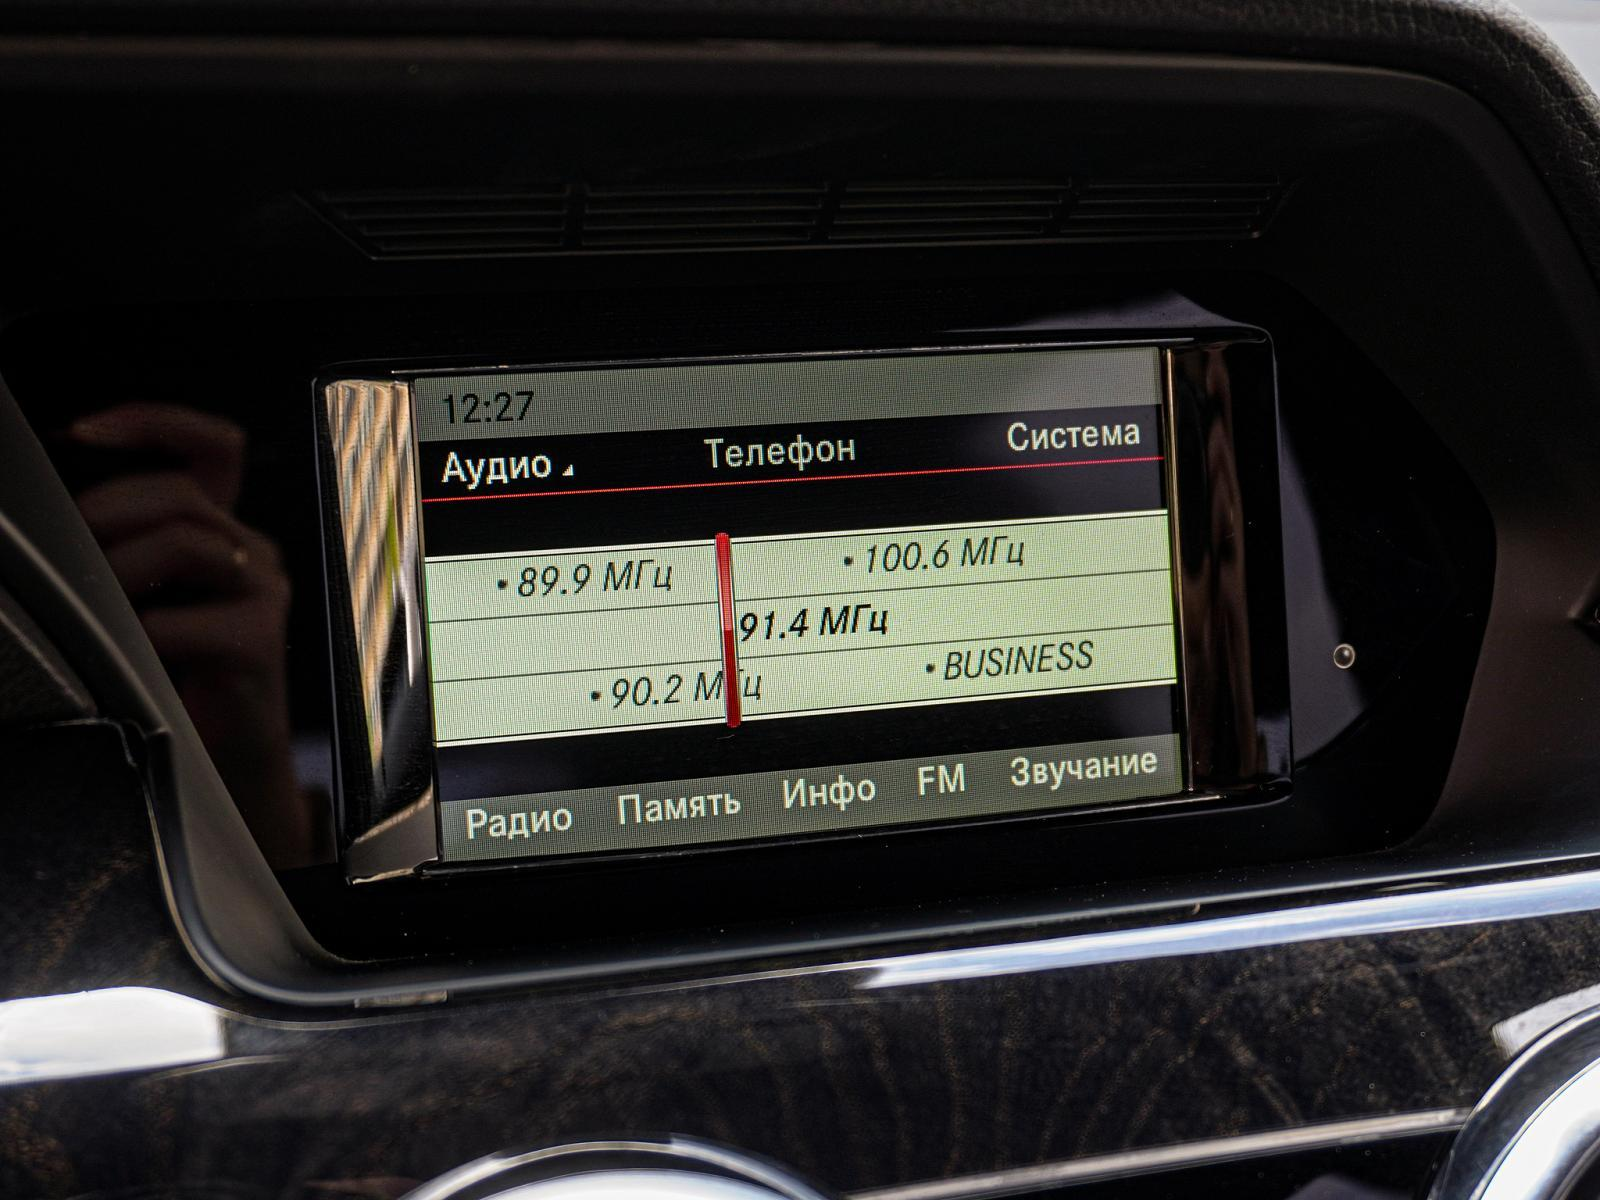 12:27
Аудио Телефон Система
• 89.9 МГц • 100.6 МГц
91.4 МГц
• 90.2 МГц • BUSINESS
Радио Память Инфо FM Звучание